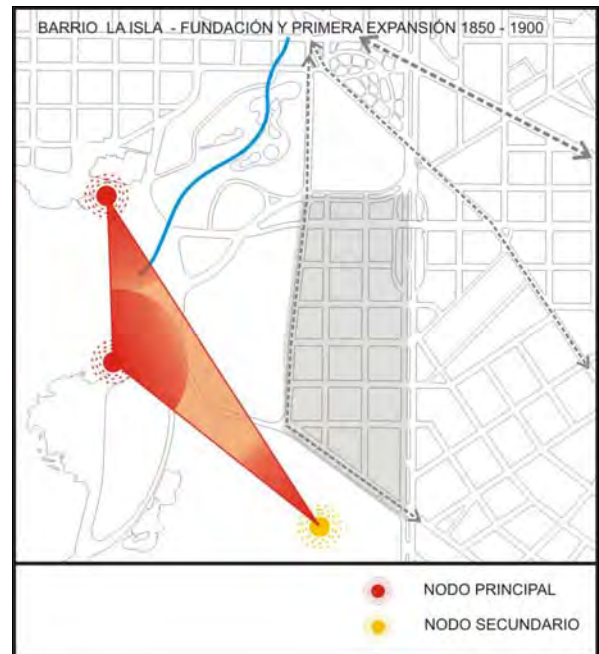 BARRIO LA ISLA - FUNDACIÓN Y PRIMERA EXPANSIÓN 1850 - 1900
NODO PRINCIPAL
NODO SECUNDARIO